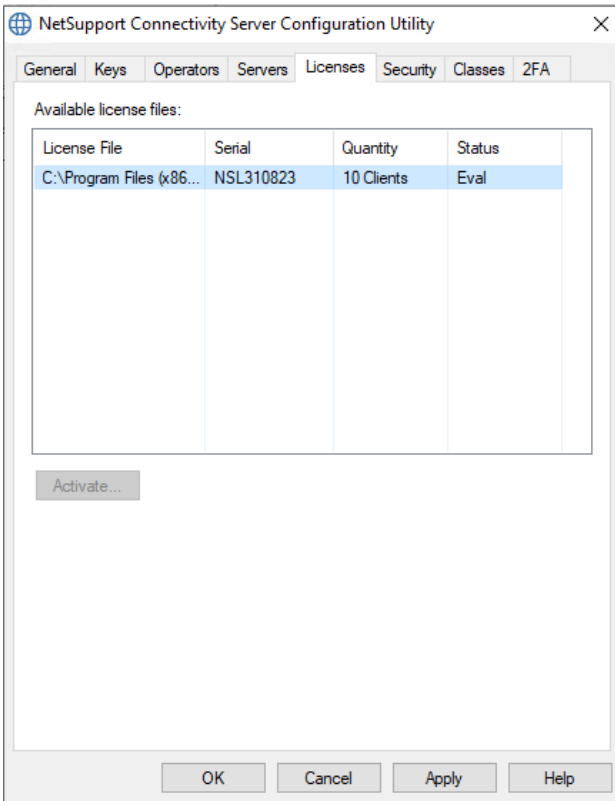 NetSupport Connectivity Server Configuration Utility
General Keys Operators Servers Licenses Security Classes 2FA
Available license files:
License File Serial Quantity Status
C:\Program Files (x86... NSL310823 10 Clients Eval
Activate...
OK Cancel Apply Help